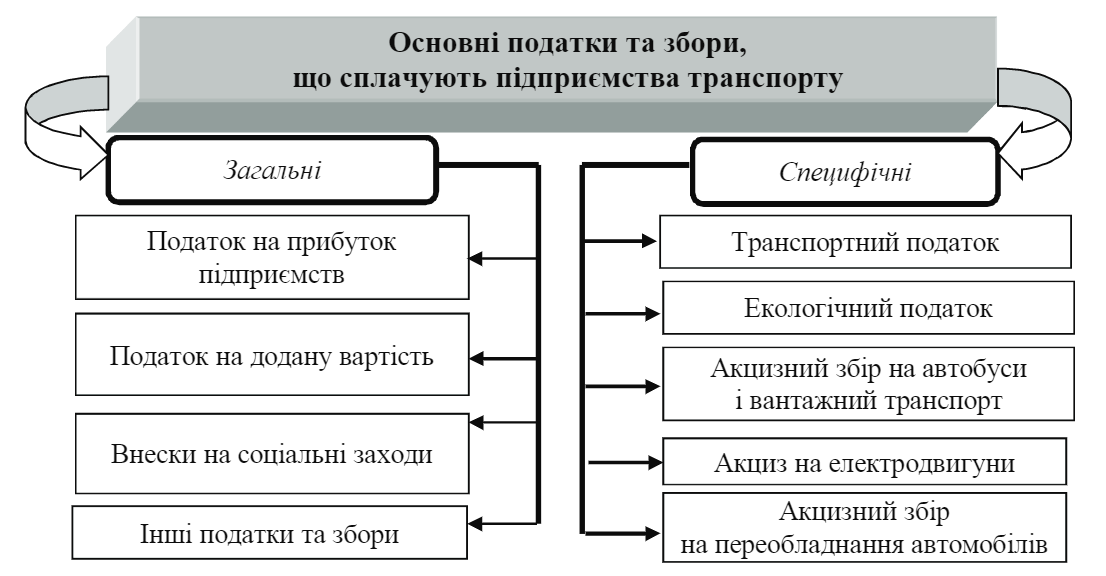 Основні податки та збори,
що сплачують підприємства транспорту
Загальні
Податок на прибуток
підприємств
Податок на додану вартість
Внески на соціальні заходи
Інші податки та збори
Специфічні
Транспортний податок
Екологічний податок
Акцизний збір на автобуси
і вантажний транспорт
Акциз на електродвигуни
Акцизний збір
на переобладнання автомобілів